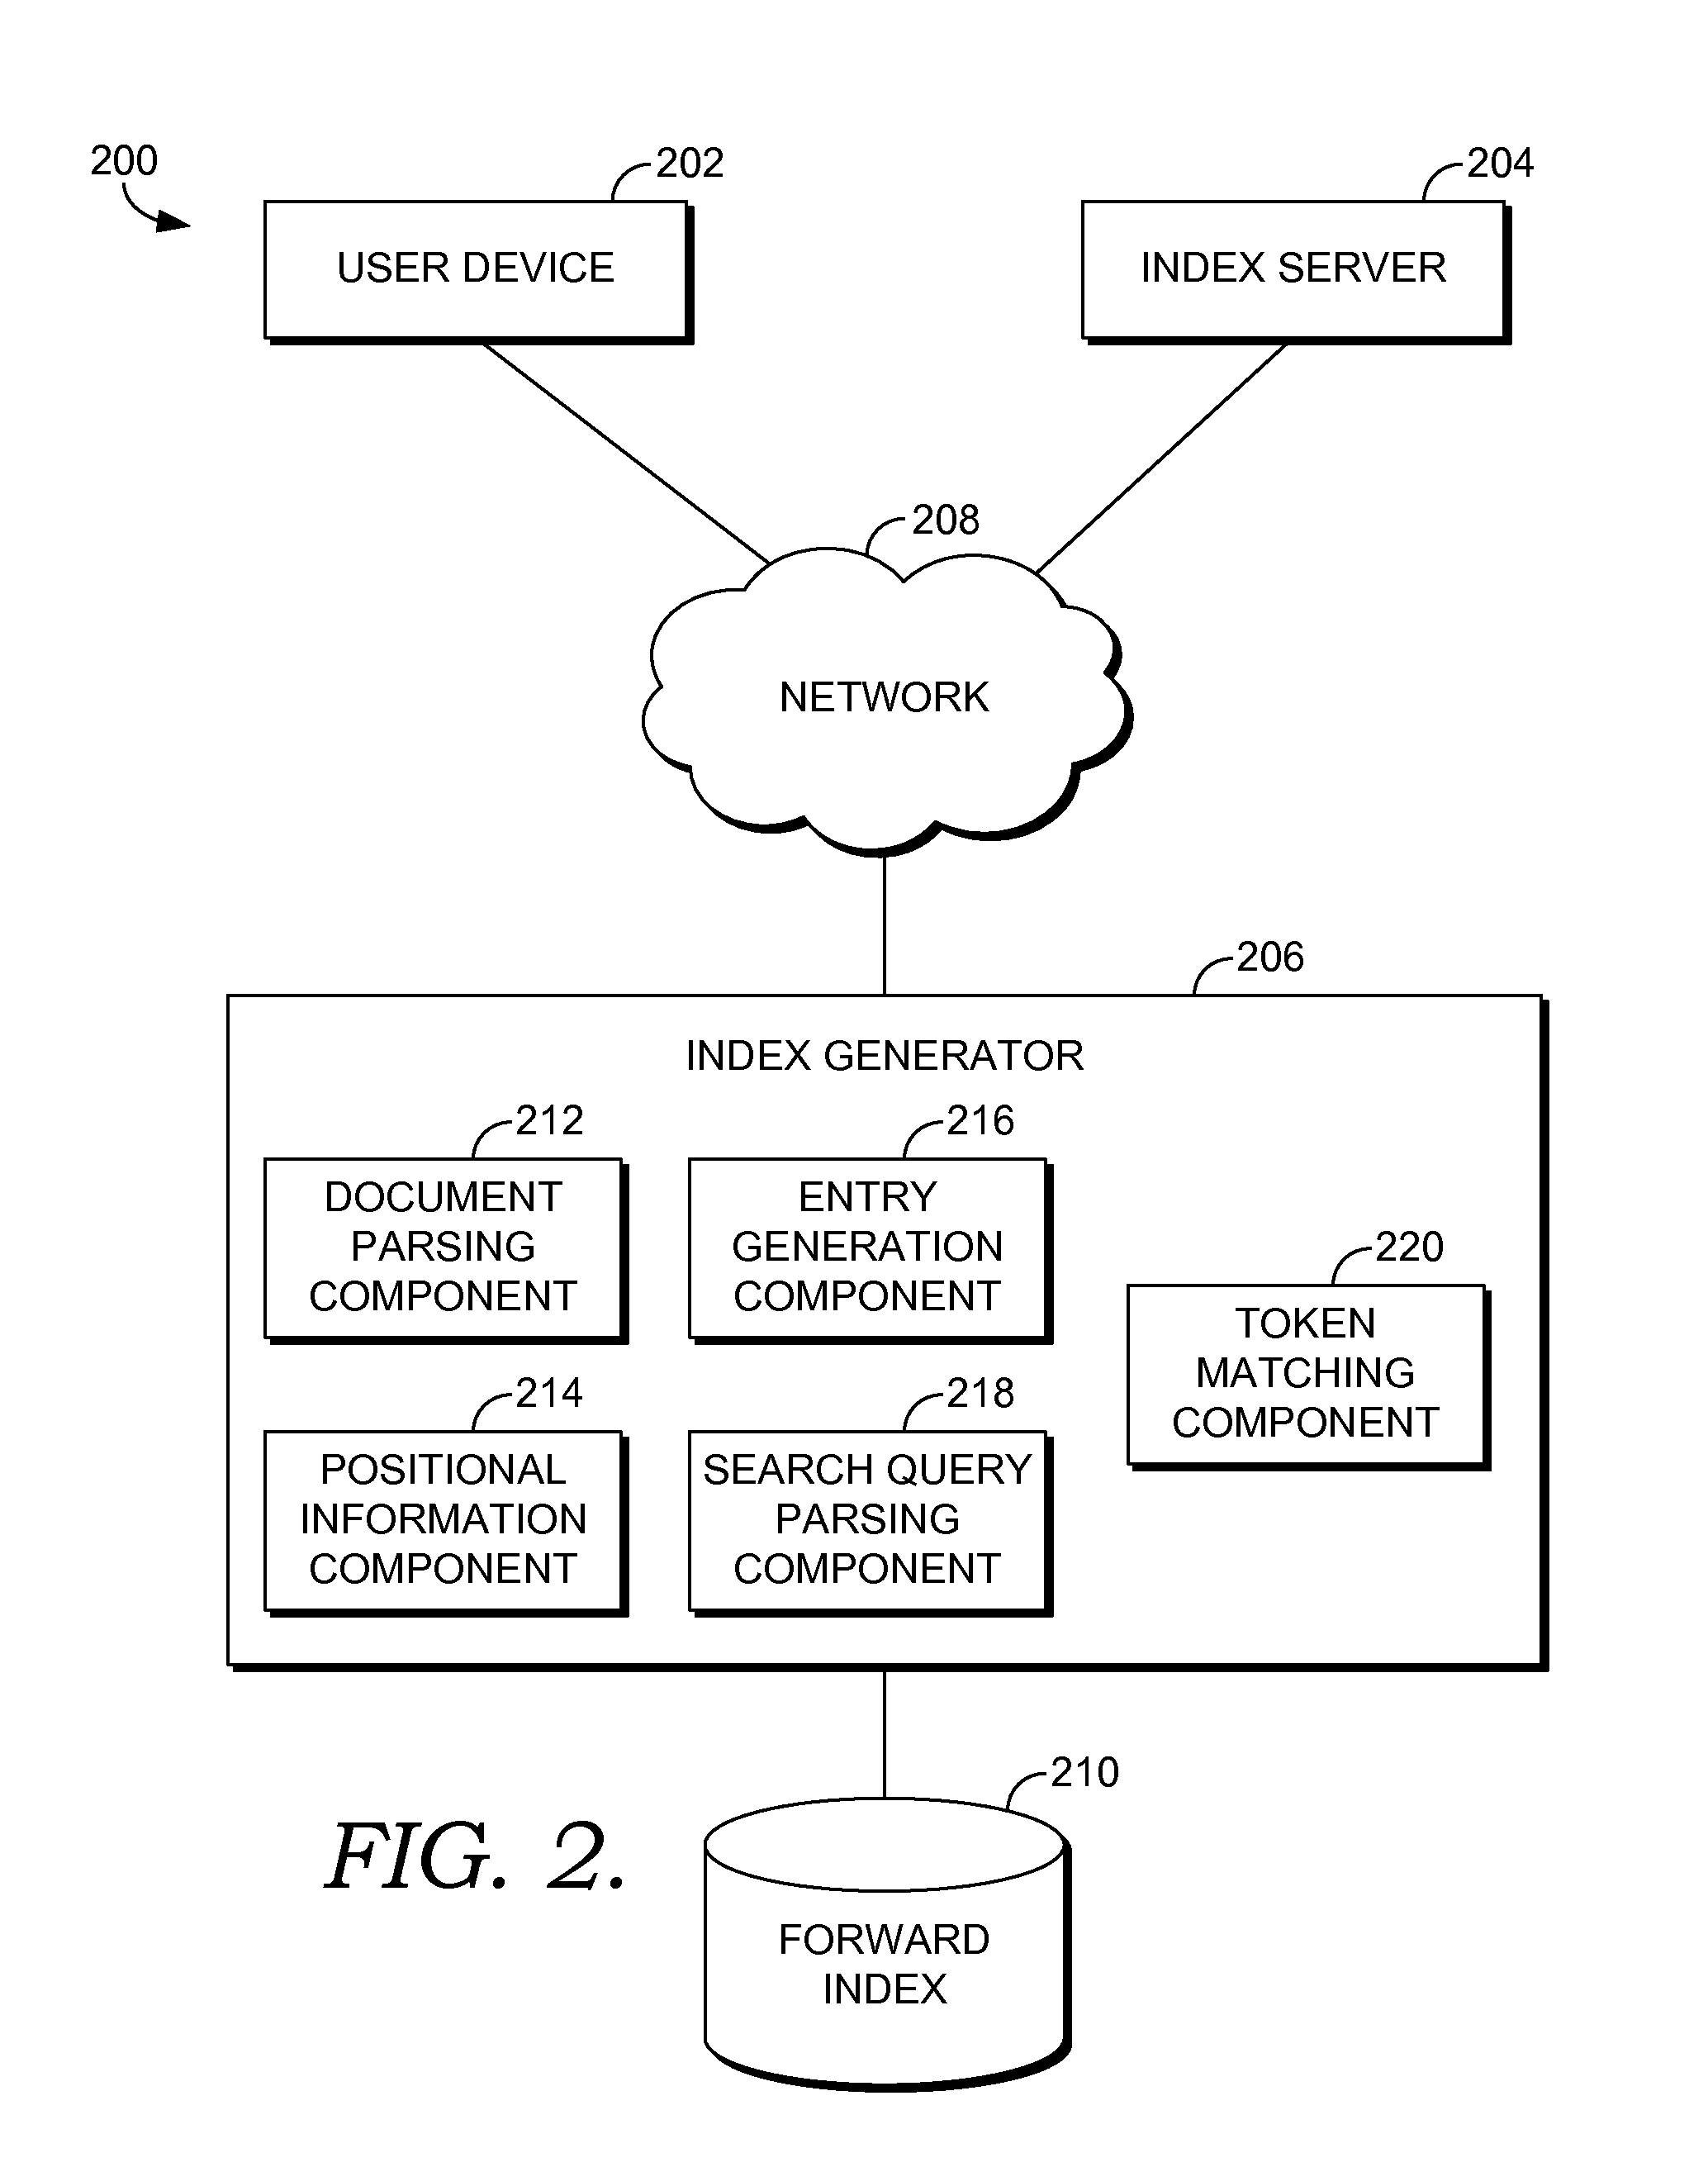 200
202
204
USER DEVICE
INDEX SERVER
208
NETWORK
206
INDEX GENERATOR
212
DOCUMENT
PARSING
COMPONENT
216
ENTRY
GENERATION
COMPONENT
220
TOKEN
MATCHING
COMPONENT
214
POSITIONAL
INFORMATION
COMPONENT
218
SEARCH QUERY
PARSING
COMPONENT
210
FORWARD
INDEX
FIG. 2.